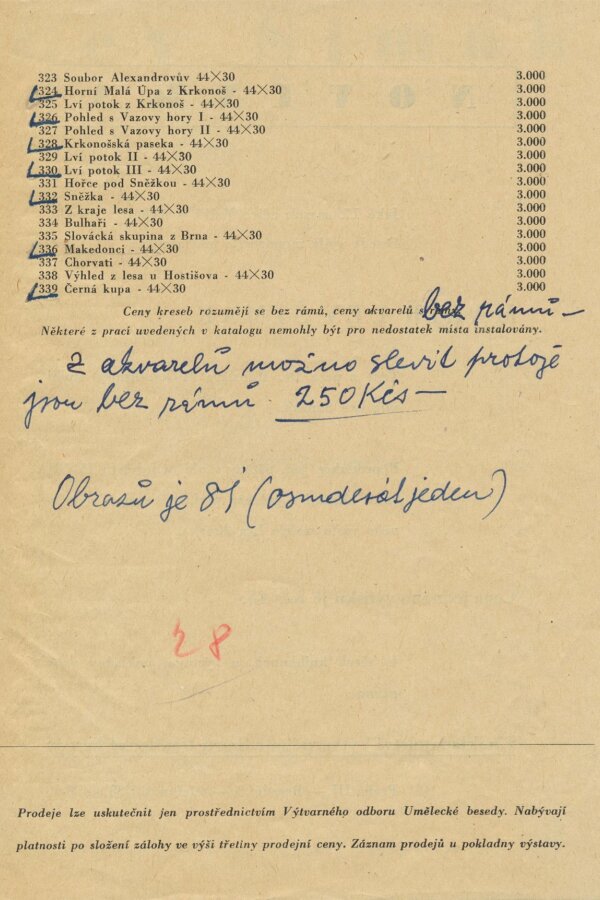 323 Soubor Alexandrovův 44×30 3.000
324 Horní Malá Úpa z Krkonoš - 44×30 3.000
325 Lví potok z Krkonoš - 44×30 3.000
326 Pohled s Vazovy hory I - 44×30 3.000
327 Pohled s Vazovy hory II - 44×30 3.000
328 Krkonošská paseka - 44×30 3.000
329 Lví potok II - 44×30 3.000
330 Lví potok III - 44×30 3.000
331 Hořce pod Sněžkou - 44×30 3.000
332 Sněžka - 44×30 3.000
333 Z kraje lesa - 44×30 3.000
334 Bulhaři - 44×30 3.000
335 Slovácká skupina z Brna - 44×30 3.000
336 Makedonci - 44×30 3.000
337 Chorvati - 44×30 3.000
338 Výhled z lesa u Hostišova - 44×30 3.000
339 Černá kupa - 44×30 3.000
Ceny kreseb rozumějí se bez rámů, ceny akvarelů bez rámů -
Některé z prací uvedených v katalogu nemohly být pro nedostatek místa instalovány.
Z akvarelů možno slevit protože
jsou bez rámů 250 Kčs -
Obrazů je 81 (osmdesátjeden)
28
Prodeje lze uskutečnit jen prostřednictvím Výtvarného odboru Umělecké besedy. Nabývají
platnosti po složení zálohy ve výši třetiny prodejní ceny. Záznam prodejů u pokladny výstavy.